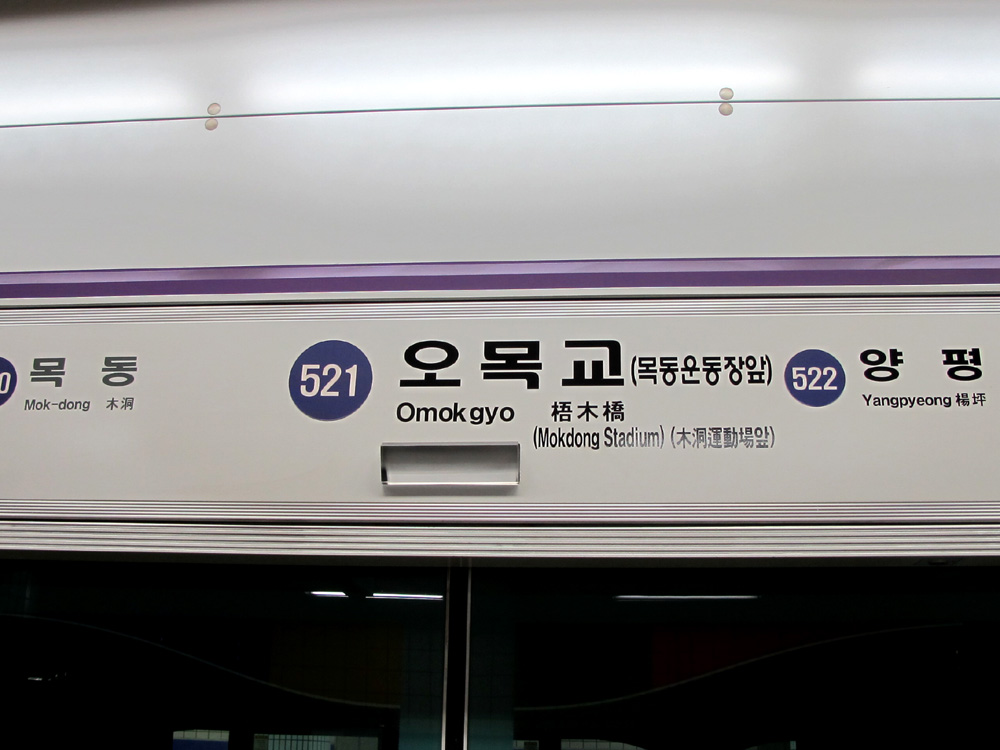 0 목 동
Mok-dong 木洞
521 오목교 (목동운동장앞)
Omokgyo 梧木橋
(Mokdong Stadium) (木洞運動場앞)
522 양 평
Yangpyeong 楊坪